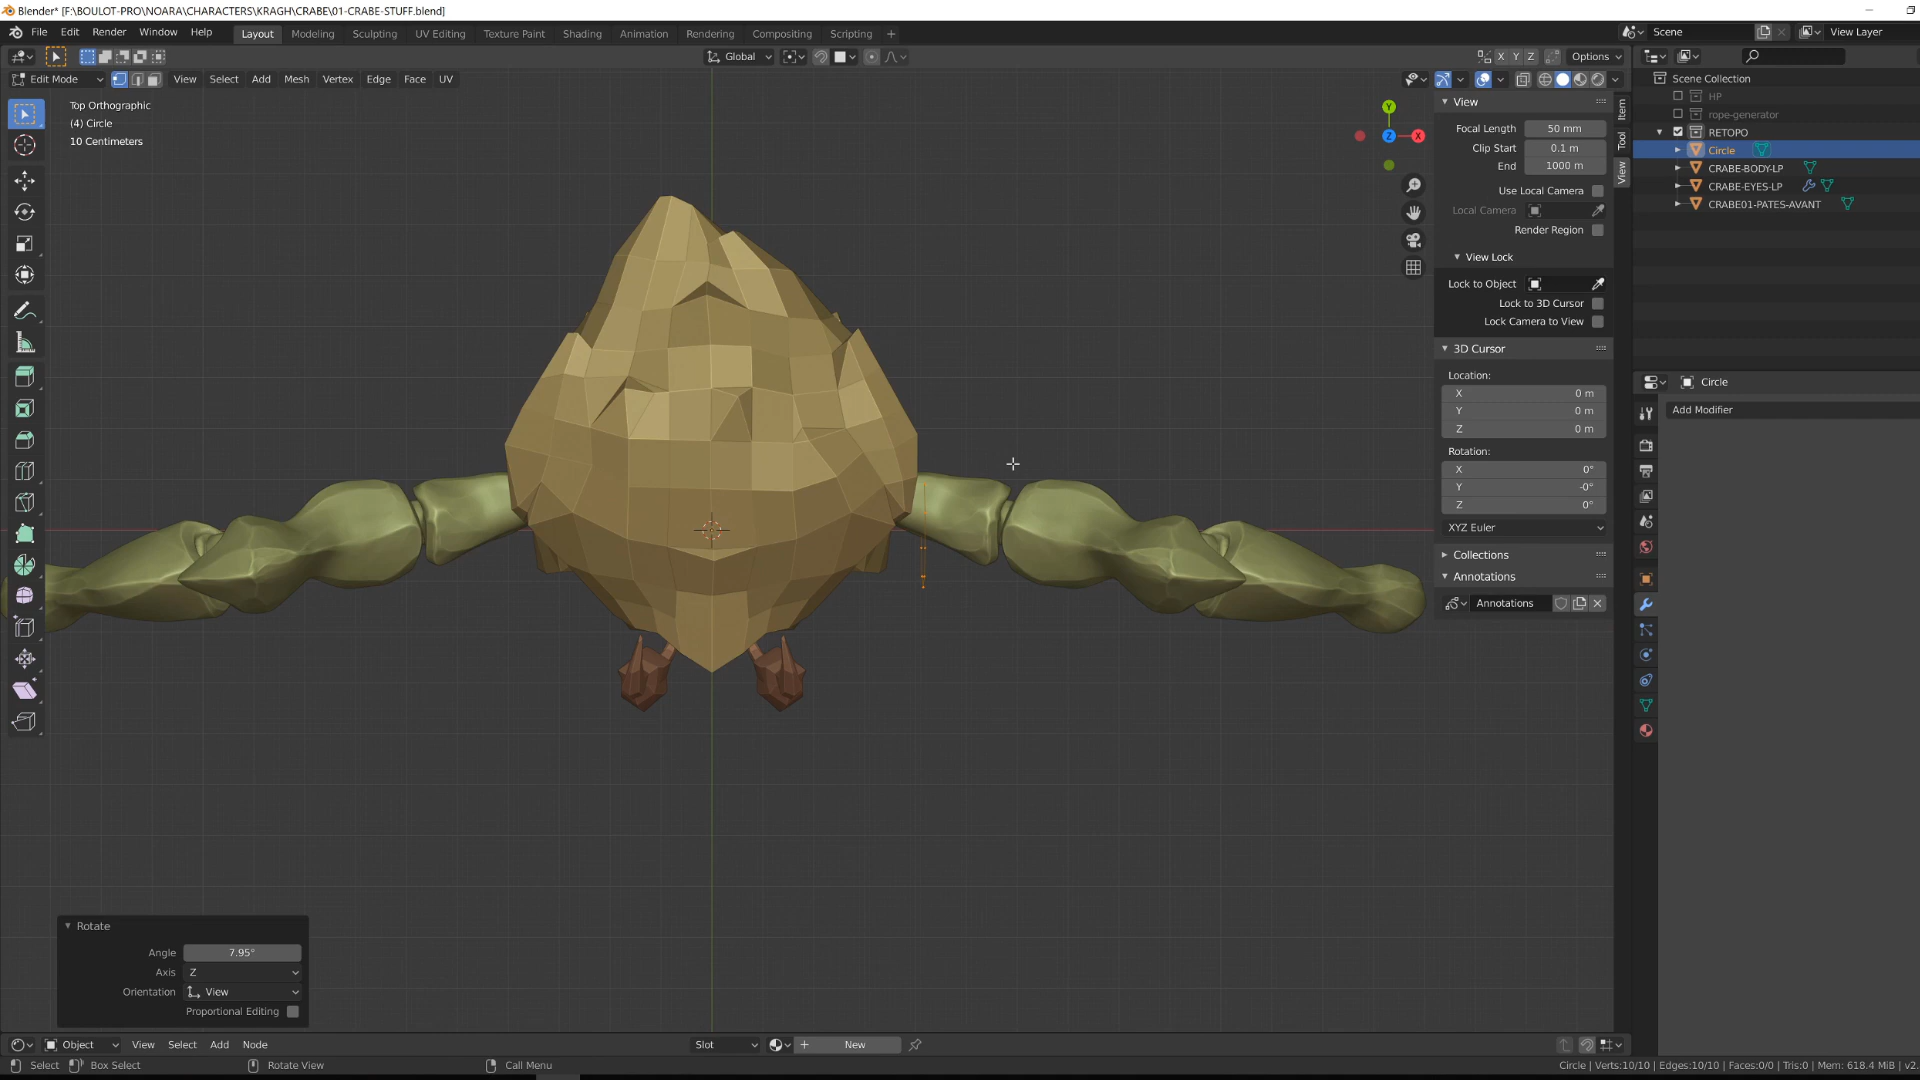 Blender* [F:\BOULOT-PRO\NOARA\CHARACTERS\KRAGH\CRABE\01-CRABE-STUFF.blend]
File Edit Render Window Help Layout Modeling Sculpting UV Editing Texture Paint Shading Animation Rendering Compositing Scripting + Scene View Layer
Global X Y Z Options
Edit Mode View Select Add Mesh Vertex Edge Face UV
Top Orthographic
(4) Circle
10 Centimeters
Y
X
Z
View
Focal Length 50 mm
Clip Start 0.1 m
End 1000 m
Use Local Camera
Local Camera
Render Region
View Lock
Lock to Object
Lock to 3D Cursor
Lock Camera to View
3D Cursor
Location:
X 0 m
Y 0 m
Z 0 m
Rotation:
X 0°
Y -0°
Z 0°
XYZ Euler
Collections
Annotations
Annotations
Item
Tool
View
Scene Collection
HP
rope-generator
RETOPO
Circle
CRABE-BODY-LP
CRABE-EYES-LP
CRABE01-PATES-AVANT
Circle
Add Modifier
Rotate
Angle 7.95°
Axis Z
Orientation View
Proportional Editing
Object View Select Add Node Slot + New
Select Box Select Rotate View Call Menu Circle | Verts:10/10 | Edges:10/10 | Faces:0/0 | Tris:0 | Mem: 618.4 MiB | v2.